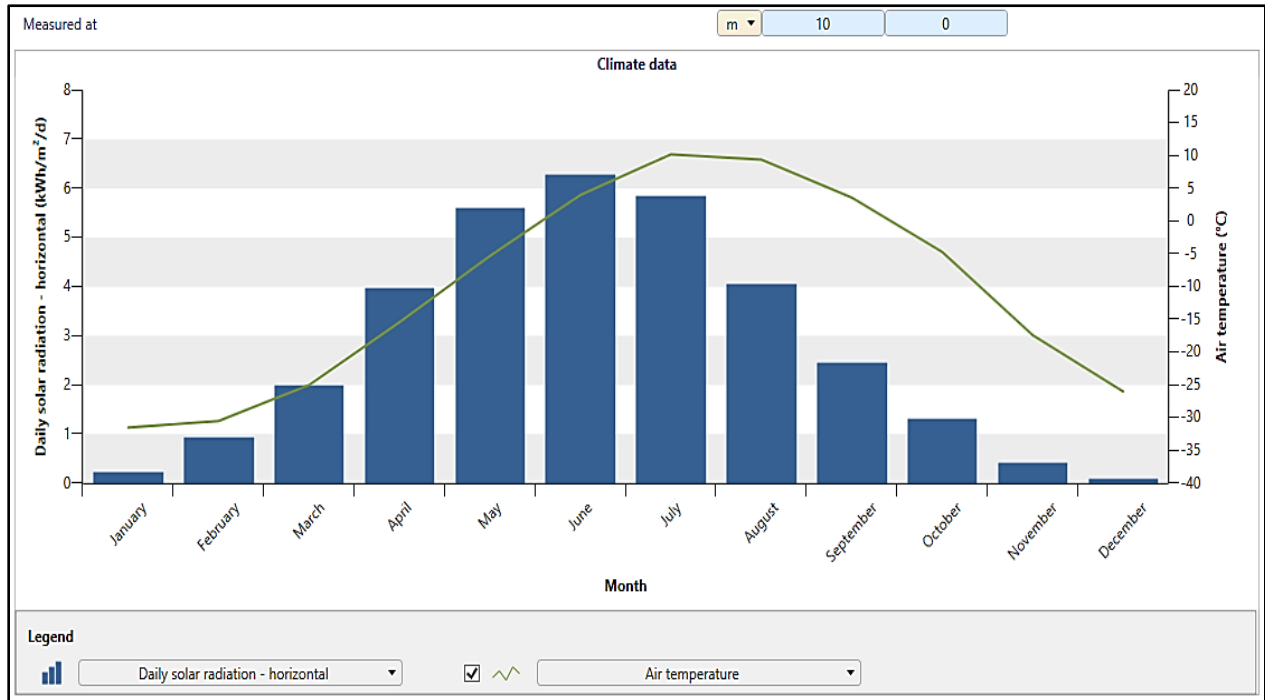 Measured at m 10 0
Climate data
Daily solar radiation - horizontal (kWh/m²/d)
8
7
6
5
4
3
2
1
0
20
15
10
5
0
-5
-10
-15
-20
-25
-30
-35
-40
Air temperature (°C)
January February March April May June July August September October November December
Month
Legend
Daily solar radiation - horizontal Air temperature